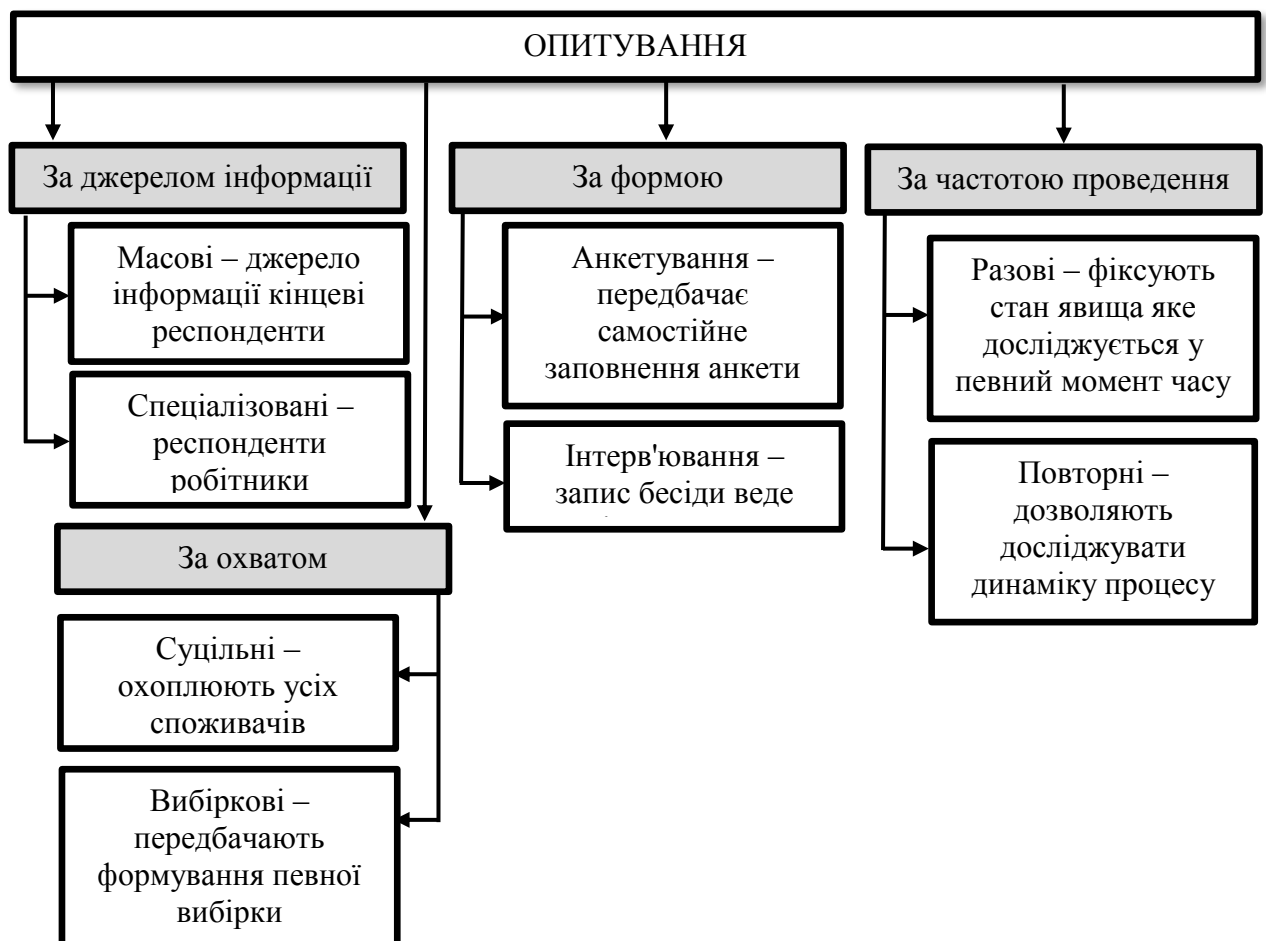 ОПИТУВАННЯ
За джерелом інформації
Масові – джерело
інформації кінцеві
респонденти
Спеціалізовані –
респонденти
робітники
За охватом
Суцільні –
охоплюють усіх
споживачів
Вибіркові –
передбачають
формування певної
вибірки
За формою
Анкетування –
передбачає
самостійне
заповнення анкети
Інтерв'ювання –
запис бесіди веде
За частотою проведення
Разові – фіксують
стан явища яке
досліджується у
певний момент часу
Повторні –
дозволяють
досліджувати
динаміку процесу